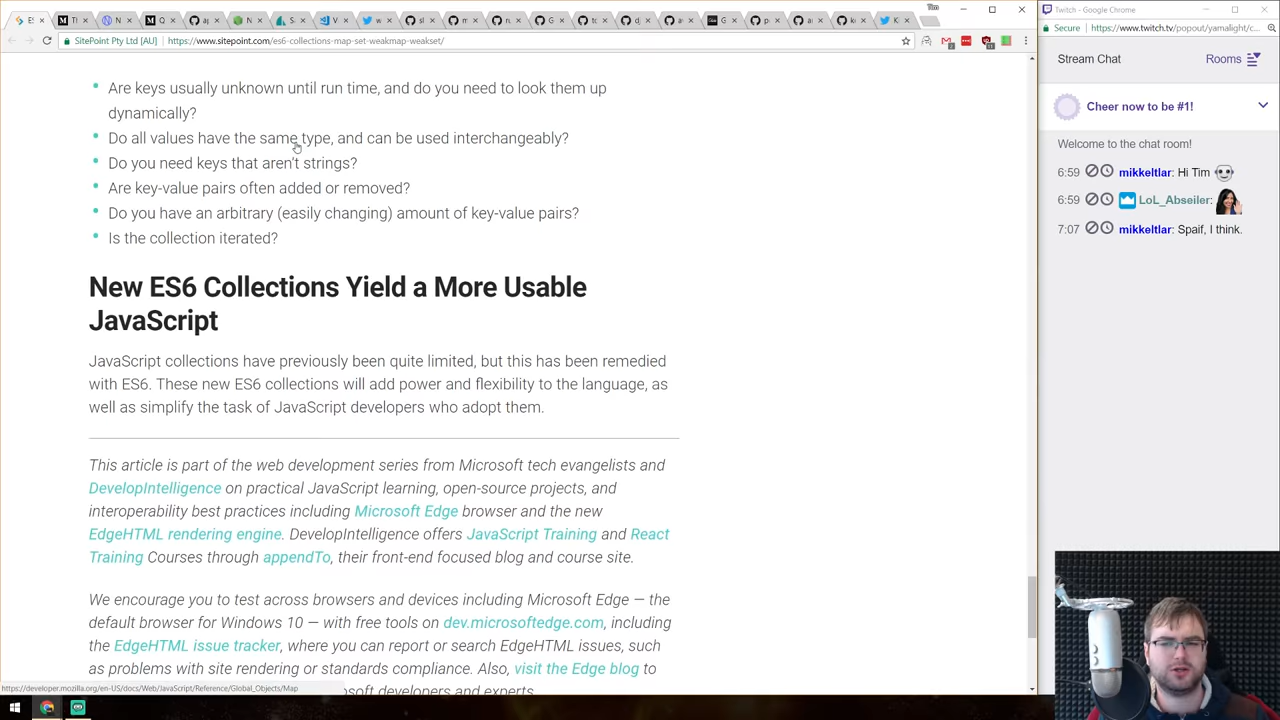 Tim
Twitch - Google Chrome
SitePoint Pty Ltd [AU]
https://www.sitepoint.com/es6-collections-map-set-weakmap-weakset/
Secure
https://www.twitch.tv/popout/yamalight/c...
Are keys usually unknown until run time, and do you need to look them up
dynamically?
Do all values have the same type, and can be used interchangeably?
Do you need keys that aren't strings?
Are key-value pairs often added or removed?
Do you have an arbitrary (easily changing) amount of key-value pairs?
Is the collection iterated?
New ES6 Collections Yield a More Usable
JavaScript
JavaScript collections have previously been quite limited, but this has been remedied
with ES6. These new ES6 collections will add power and flexibility to the language, as
well as simplify the task of JavaScript developers who adopt them.
This article is part of the web development series from Microsoft tech evangelists and
DevelopIntelligence on practical JavaScript learning, open-source projects, and
interoperability best practices including Microsoft Edge browser and the new
EdgeHTML rendering engine. DevelopIntelligence offers JavaScript Training and React
Training Courses through appendTo, their front-end focused blog and course site.
We encourage you to test across browsers and devices including Microsoft Edge — the
default browser for Windows 10 — with free tools on dev.microsoftedge.com, including
the EdgeHTML issue tracker, where you can report or search EdgeHTML issues, such
as problems with site rendering or standards compliance. Also, visit the Edge blog to
https://developer.mozilla.org/en-US/docs/Web/JavaScript/Reference/Global_Objects/Map
soft developers and experts.
Stream Chat
Rooms
Cheer now to be #1!
Welcome to the chat room!
6:59 mikkeltlar: Hi Tim
6:59 LoL_Abseiler:
7:07 mikkeltlar: Spaif, I think.